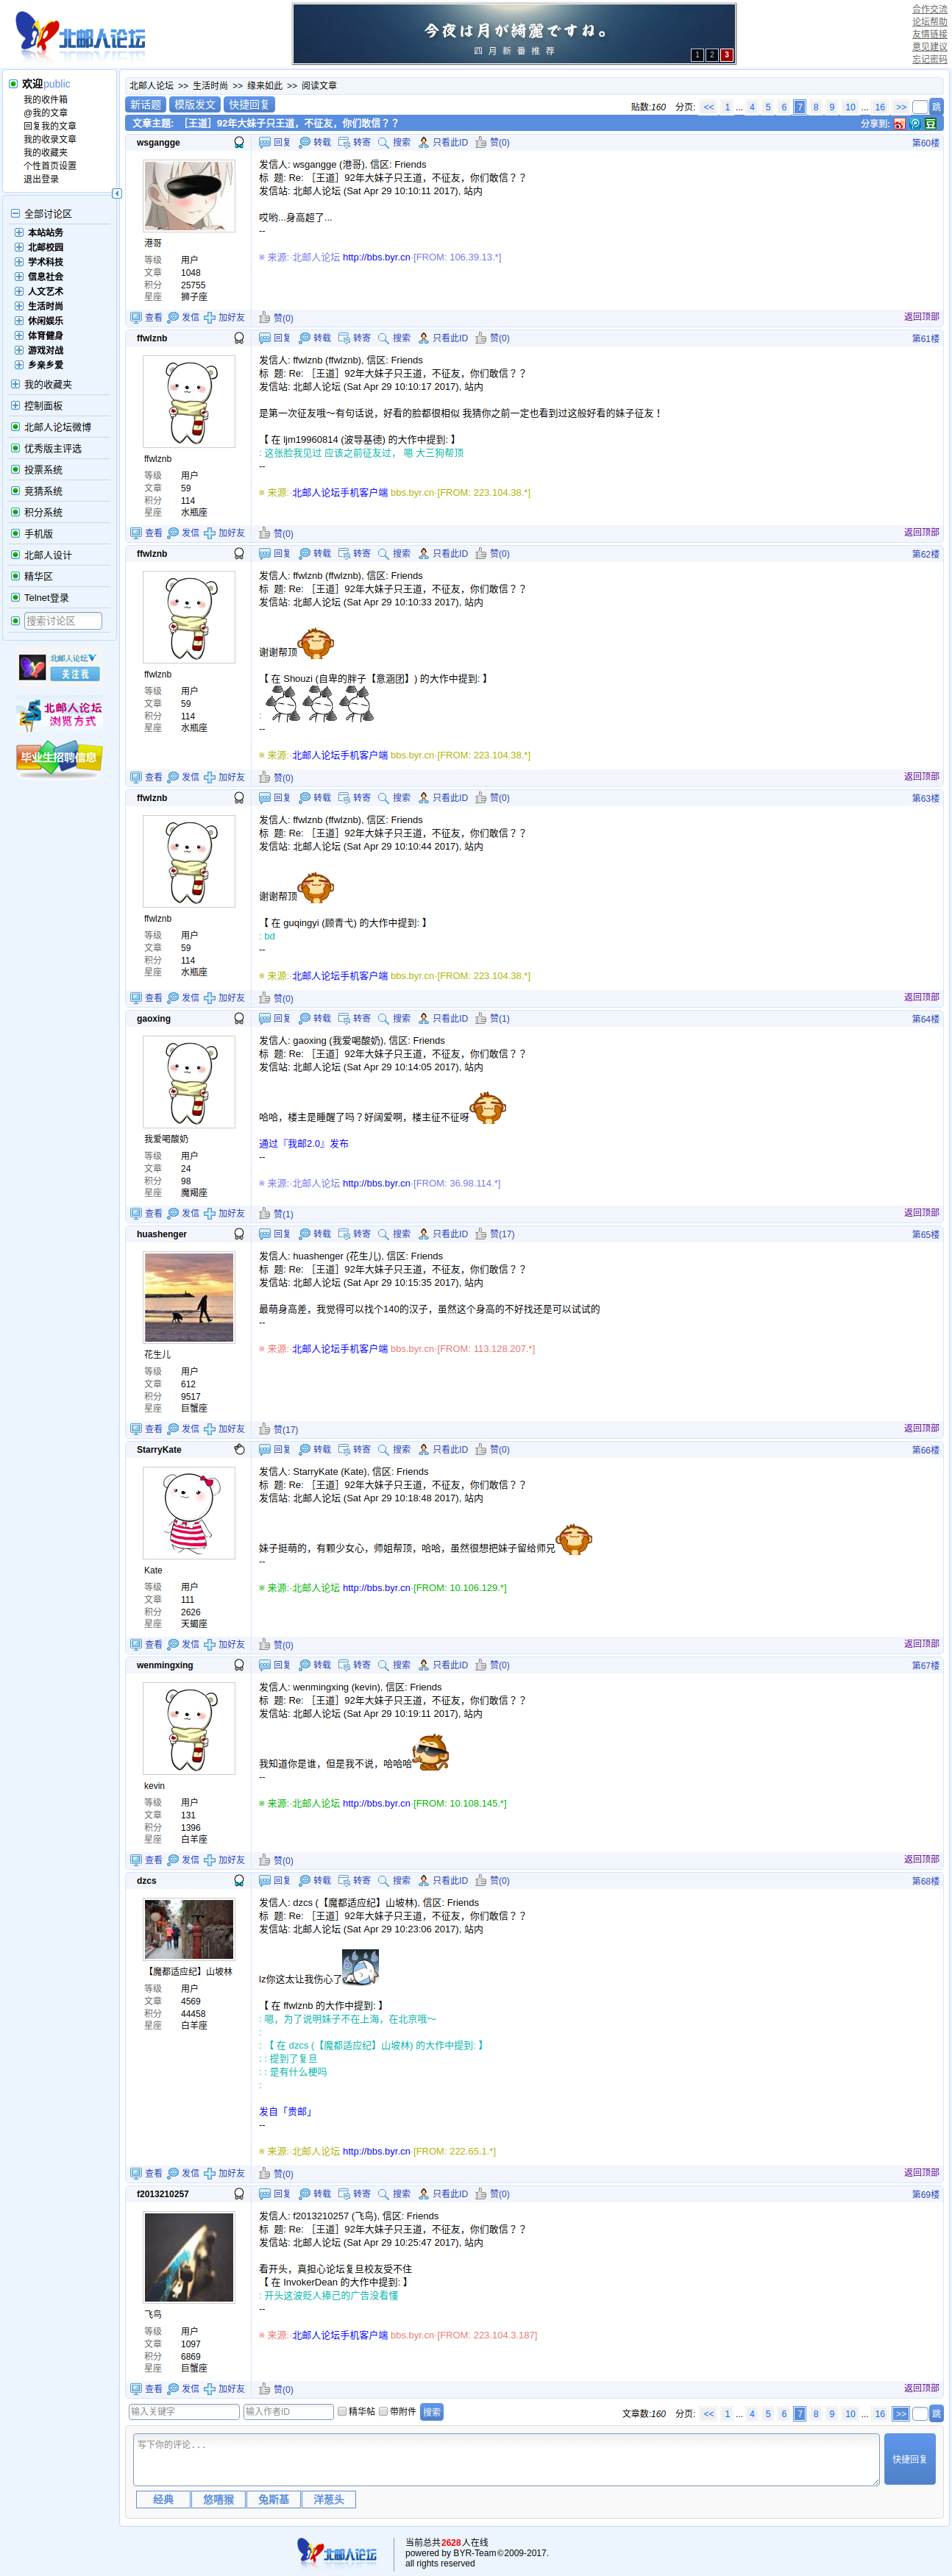 北邮人论坛
今夜は月が綺麗ですね。
四月新番推荐
1 2 3
合作交流
论坛帮助
友情链接
意见建议
忘记密码
欢迎public
我的收件箱
@我的文章
回复我的文章
我的收录文章
我的收藏夹
个性首页设置
退出登录
全部讨论区
本站站务
北邮校园
学术科技
信息社会
人文艺术
生活时尚
休闲娱乐
体育健身
游戏对战
乡亲乡爱
我的收藏夹
控制面板
北邮人论坛微博
优秀版主评选
投票系统
竞猜系统
积分系统
手机版
北邮人设计
精华区
Telnet登录
搜索讨论区
北邮人论坛
关注我
北邮人论坛
浏览方式
毕业生招聘信息
北邮人论坛 >> 生活时尚 >> 缘来如此 >> 阅读文章
新话题 模版发文 快捷回复
贴数:160 分页: << 1 ... 4 5 6 7 8 9 10 ... 16 >> 跳
文章主题: [王道] 92年大妹子只王道，不征友，你们敢信？？ 分享到: 豆
wsgangge 回复 转载 转寄 搜索 只看此ID 赞(0) 第60楼
港哥
等级 用户
文章 1048
积分 25755
星座 狮子座
发信人: wsgangge (港哥), 信区: Friends
标 题: Re: [王道] 92年大妹子只王道，不征友，你们敢信？？
发信站: 北邮人论坛 (Sat Apr 29 10:10:11 2017), 站内
哎哟...身高超了...
--
※ 来源:·北邮人论坛 http://bbs.byr.cn·[FROM: 106.39.13.*]
查看 发信 加好友 赞(0) 返回顶部
ffwlznb 回复 转载 转寄 搜索 只看此ID 赞(0) 第61楼
ffwlznb
等级 用户
文章 59
积分 114
星座 水瓶座
发信人: ffwlznb (ffwlznb), 信区: Friends
标 题: Re: [王道] 92年大妹子只王道，不征友，你们敢信？？
发信站: 北邮人论坛 (Sat Apr 29 10:10:17 2017), 站内
是第一次征友哦～有句话说，好看的脸都很相似 我猜你之前一定也看到过这般好看的妹子征友！
【 在 ljm19960814 (波导基德) 的大作中提到: 】
: 这张脸我见过 应该之前征友过， 嗯 大三狗帮顶
--
※ 来源:·北邮人论坛手机客户端 bbs.byr.cn·[FROM: 223.104.38.*]
查看 发信 加好友 赞(0) 返回顶部
ffwlznb 回复 转载 转寄 搜索 只看此ID 赞(0) 第62楼
ffwlznb
等级 用户
文章 59
积分 114
星座 水瓶座
发信人: ffwlznb (ffwlznb), 信区: Friends
标 题: Re: [王道] 92年大妹子只王道，不征友，你们敢信？？
发信站: 北邮人论坛 (Sat Apr 29 10:10:33 2017), 站内
谢谢帮顶
【 在 Shouzi (自卑的胖子【意涵团】) 的大作中提到: 】
:
--
※ 来源:·北邮人论坛手机客户端 bbs.byr.cn·[FROM: 223.104.38.*]
查看 发信 加好友 赞(0) 返回顶部
ffwlznb 回复 转载 转寄 搜索 只看此ID 赞(0) 第63楼
ffwlznb
等级 用户
文章 59
积分 114
星座 水瓶座
发信人: ffwlznb (ffwlznb), 信区: Friends
标 题: Re: [王道] 92年大妹子只王道，不征友，你们敢信？？
发信站: 北邮人论坛 (Sat Apr 29 10:10:44 2017), 站内
谢谢帮顶
【 在 guqingyi (顾青弋) 的大作中提到: 】
: bd
--
※ 来源:·北邮人论坛手机客户端 bbs.byr.cn·[FROM: 223.104.38.*]
查看 发信 加好友 赞(0) 返回顶部
gaoxing 回复 转载 转寄 搜索 只看此ID 赞(1) 第64楼
我爱喝酸奶
等级 用户
文章 24
积分 98
星座 魔羯座
发信人: gaoxing (我爱喝酸奶), 信区: Friends
标 题: Re: [王道] 92年大妹子只王道，不征友，你们敢信？？
发信站: 北邮人论坛 (Sat Apr 29 10:14:05 2017), 站内
哈哈，楼主是睡醒了吗？好阔爱啊，楼主征不征呀
通过『我邮2.0』发布
--
※ 来源:·北邮人论坛 http://bbs.byr.cn·[FROM: 36.98.114.*]
查看 发信 加好友 赞(1) 返回顶部
huashenger 回复 转载 转寄 搜索 只看此ID 赞(17) 第65楼
花生儿
等级 用户
文章 612
积分 9517
星座 巨蟹座
发信人: huashenger (花生儿), 信区: Friends
标 题: Re: [王道] 92年大妹子只王道，不征友，你们敢信？？
发信站: 北邮人论坛 (Sat Apr 29 10:15:35 2017), 站内
最萌身高差，我觉得可以找个140的汉子，虽然这个身高的不好找还是可以试试的
--
※ 来源:·北邮人论坛手机客户端 bbs.byr.cn·[FROM: 113.128.207.*]
查看 发信 加好友 赞(17) 返回顶部
StarryKate 回复 转载 转寄 搜索 只看此ID 赞(0) 第66楼
Kate
等级 用户
文章 111
积分 2626
星座 天蝎座
发信人: StarryKate (Kate), 信区: Friends
标 题: Re: [王道] 92年大妹子只王道，不征友，你们敢信？？
发信站: 北邮人论坛 (Sat Apr 29 10:18:48 2017), 站内
妹子挺萌的，有颗少女心，师姐帮顶，哈哈，虽然很想把妹子留给师兄
--
※ 来源:·北邮人论坛 http://bbs.byr.cn·[FROM: 10.106.129.*]
查看 发信 加好友 赞(0) 返回顶部
wenmingxing 回复 转载 转寄 搜索 只看此ID 赞(0) 第67楼
kevin
等级 用户
文章 131
积分 1396
星座 白羊座
发信人: wenmingxing (kevin), 信区: Friends
标 题: Re: [王道] 92年大妹子只王道，不征友，你们敢信？？
发信站: 北邮人论坛 (Sat Apr 29 10:19:11 2017), 站内
我知道你是谁，但是我不说，哈哈哈
--
※ 来源:·北邮人论坛 http://bbs.byr.cn·[FROM: 10.108.145.*]
查看 发信 加好友 赞(0) 返回顶部
dzcs 回复 转载 转寄 搜索 只看此ID 赞(0) 第68楼
【魔都适应纪】山坡林
等级 用户
文章 4569
积分 44458
星座 白羊座
发信人: dzcs (【魔都适应纪】山坡林), 信区: Friends
标 题: Re: [王道] 92年大妹子只王道，不征友，你们敢信？？
发信站: 北邮人论坛 (Sat Apr 29 10:23:06 2017), 站内
lz你这太让我伤心了
【 在 ffwlznb 的大作中提到: 】
: 嗯，为了说明妹子不在上海，在北京哦～
:
: 【 在 dzcs (【魔都适应纪】山坡林) 的大作中提到: 】
: : 提到了复旦
: : 是有什么梗吗
:
发自「贵邮」
--
※ 来源:·北邮人论坛 http://bbs.byr.cn·[FROM: 222.65.1.*]
查看 发信 加好友 赞(0) 返回顶部
f2013210257 回复 转载 转寄 搜索 只看此ID 赞(0) 第69楼
飞鸟
等级 用户
文章 1097
积分 6869
星座 巨蟹座
发信人: f2013210257 (飞鸟), 信区: Friends
标 题: Re: [王道] 92年大妹子只王道，不征友，你们敢信？？
发信站: 北邮人论坛 (Sat Apr 29 10:25:47 2017), 站内
看开头，真担心论坛复旦校友受不住
【 在 InvokerDean 的大作中提到: 】
: 开头这波贬人捧己的广告没看懂
--
※ 来源:·北邮人论坛手机客户端 bbs.byr.cn·[FROM: 223.104.3.187]
查看 发信 加好友 赞(0) 返回顶部
输入关键字 输入作者ID 精华帖 带附件 搜索
文章数:160 分页: << 1 ... 4 5 6 7 8 9 10 ... 16 >> 跳
写下你的评论...
快捷回复
经典 悠嘻猴 兔斯基 洋葱头
北邮人论坛
当前总共2628人在线
powered by BYR-Team©2009-2017.
all rights reserved